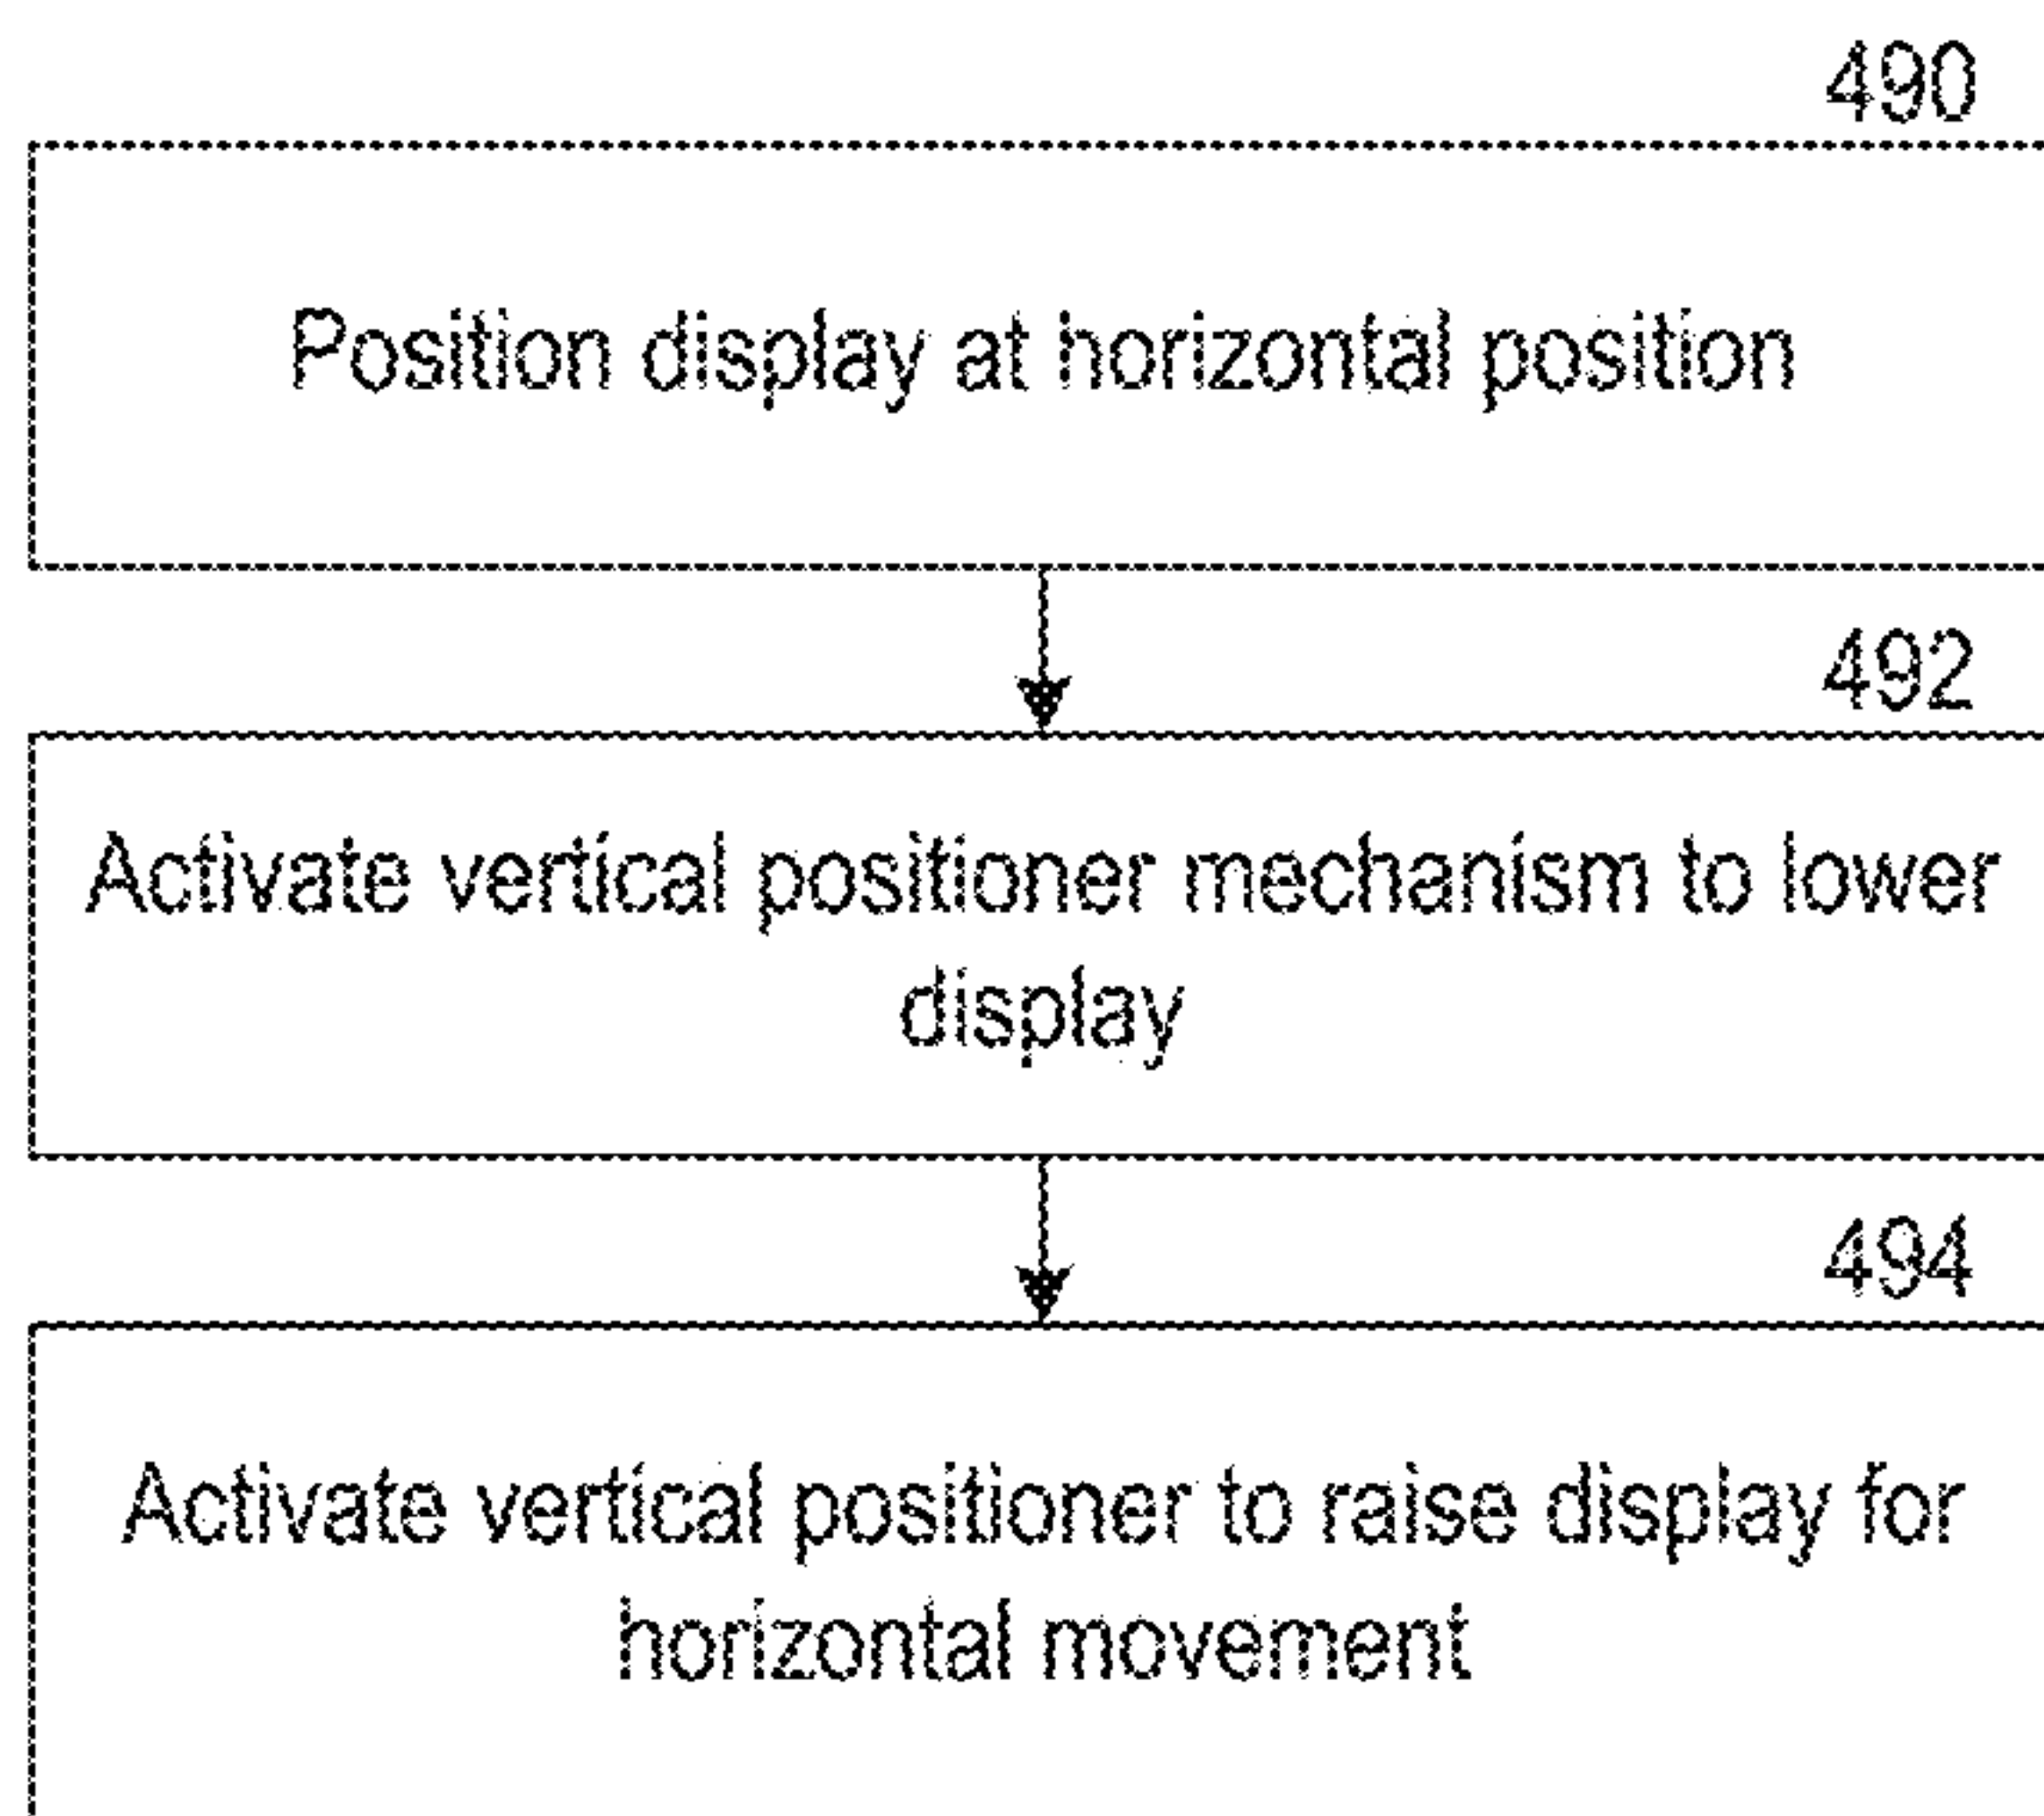 490
Position display at horizontal position
492
Activate vertical positioner mechanism to lower
display
494
Activate vertical positioner to raise display for
horizontal movement